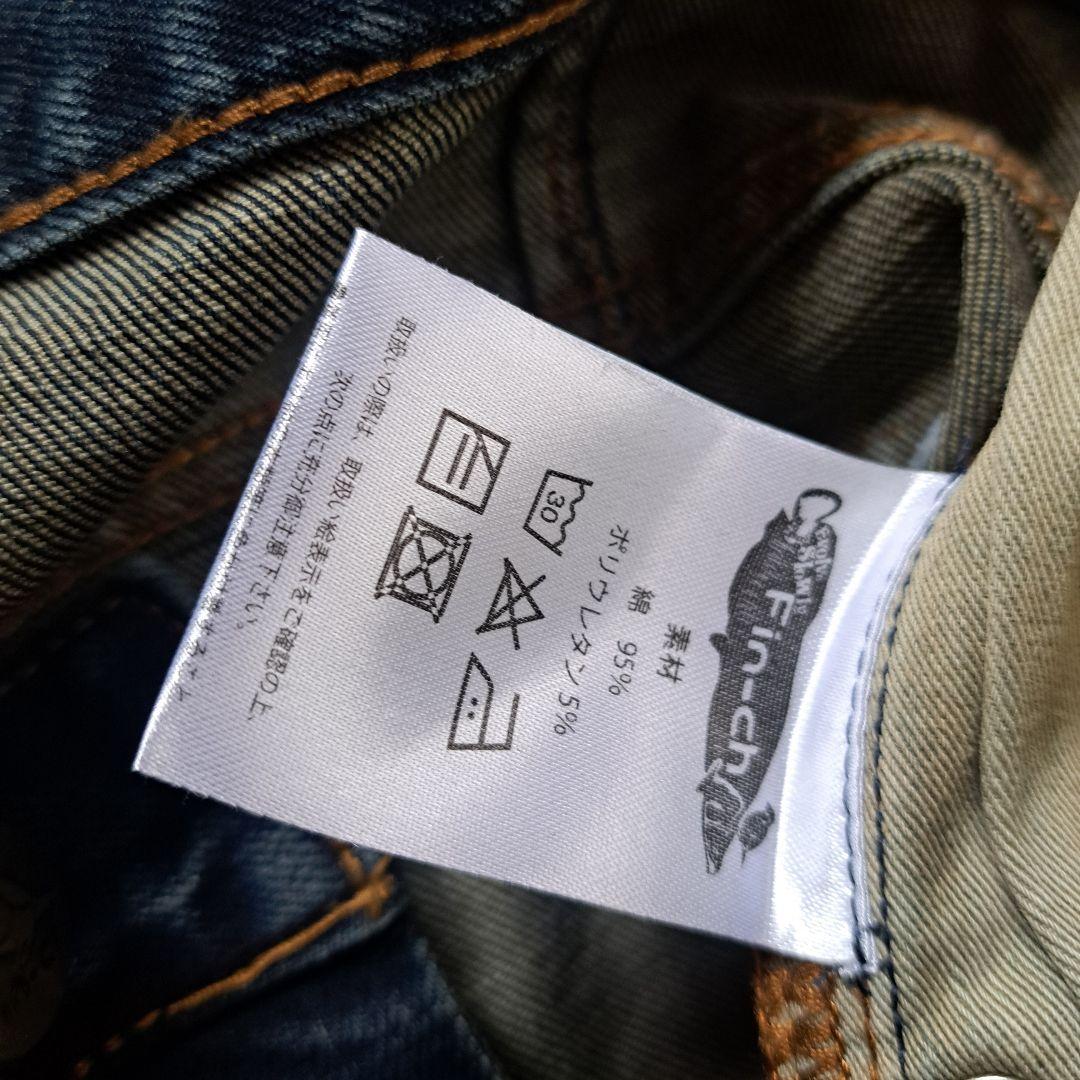 Fin-ch
素材
綿 95%
ポリウレタン 5%
30
取扱いの際は、取扱い絵表示をご確認の上、
次の点に充分御注意下さい。